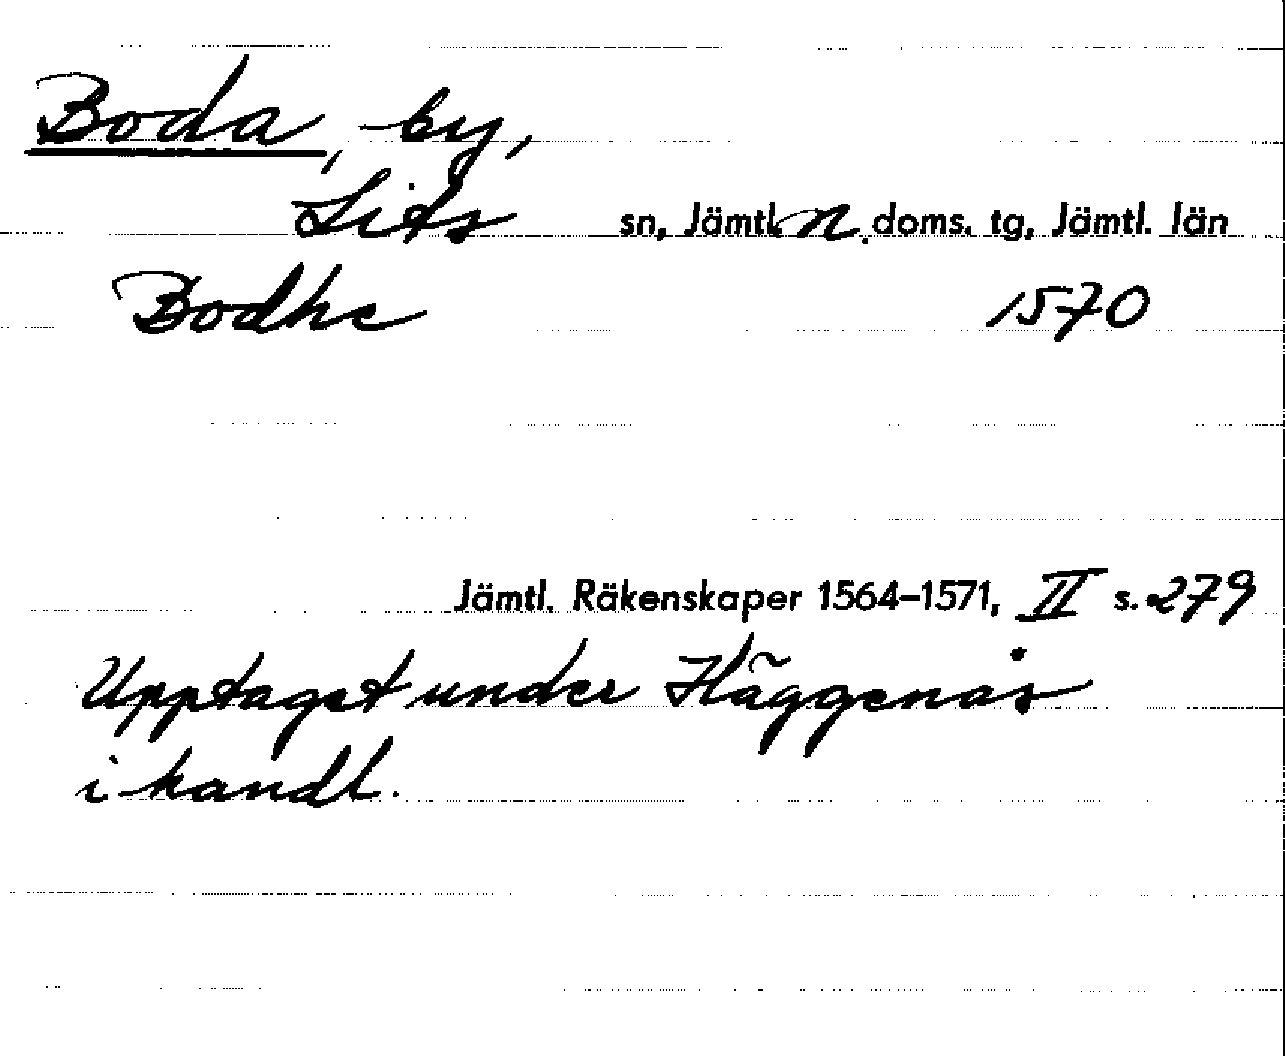 Boda, by,
Lits sn, Jämtl. n. doms. tg, Jämtl. län
Bodhe 1570
Jämtl. Räkenskaper 1564–1571, II s. 279
Upptaget under Häggenås
i handl.